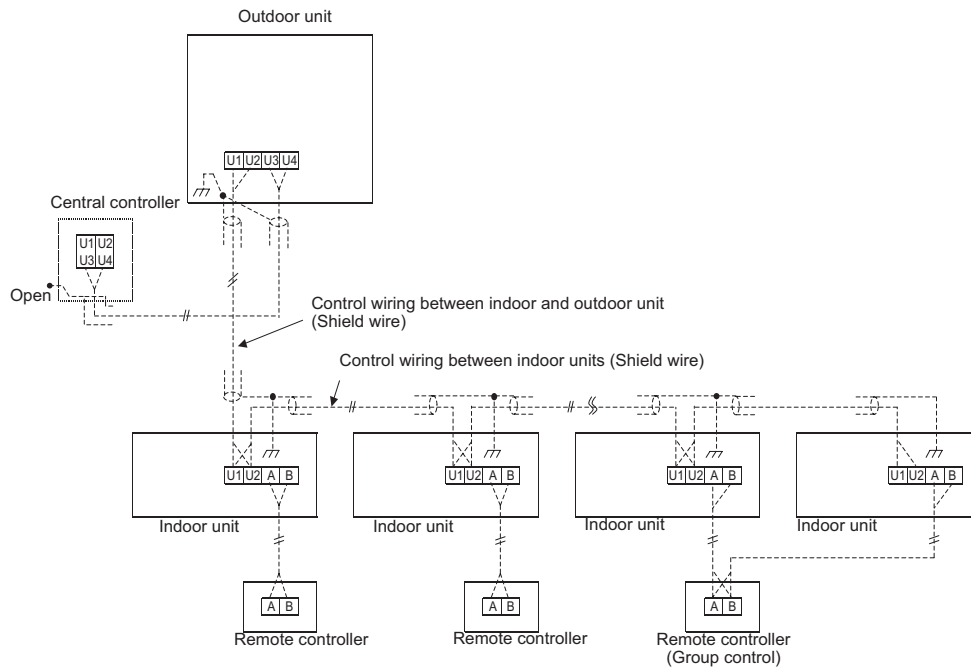 Outdoor unit
U1 U2 U3 U4
Central controller
U1 U2
U3 U4
Open
Control wiring between indoor and outdoor unit
(Shield wire)
Control wiring between indoor units (Shield wire)
U1 U2 A B
U1 U2 A B
U1 U2 A B
U1 U2 A B
Indoor unit
Indoor unit
Indoor unit
Indoor unit
A B
A B
A B
Remote controller
Remote controller
Remote controller
(Group control)